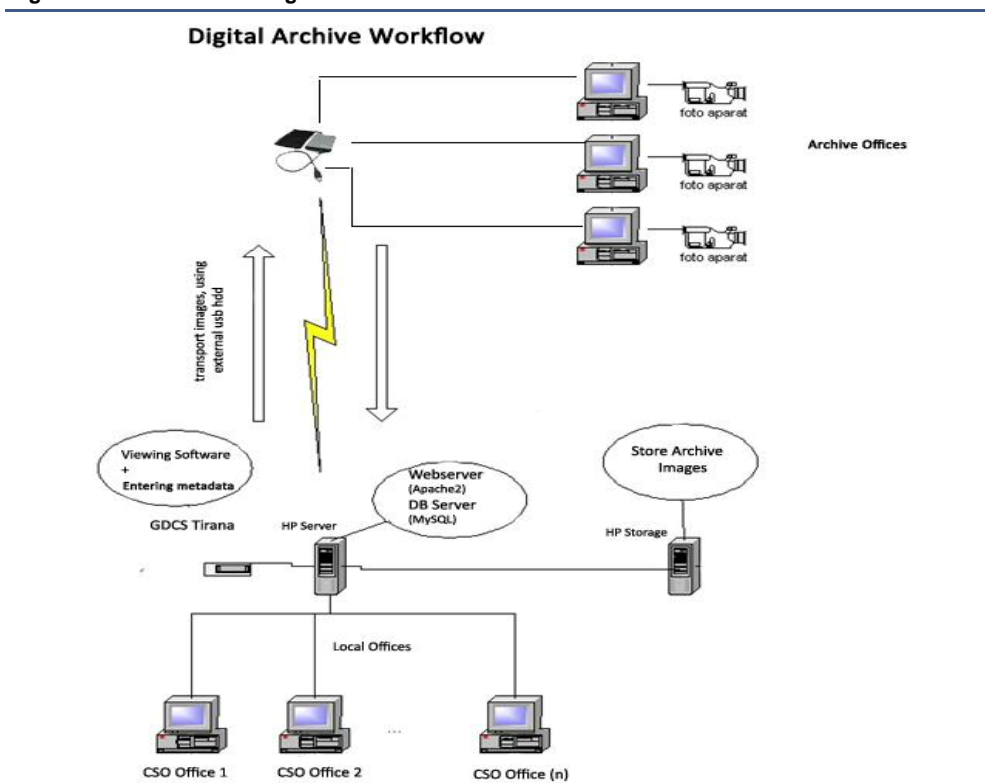 Digital Archive Workflow
foto aparat
Archive Offices
foto aparat
foto aparat
transport images, using
external usb hdd
Viewing Software
+
Entering metadata
Webserver
(Apache2)
DB Server
(MySQL)
Store Archive
Images
GDCS Tirana
HP Server
HP Storage
Local Offices
...
CSO Office 1
CSO Office 2
CSO Office (n)